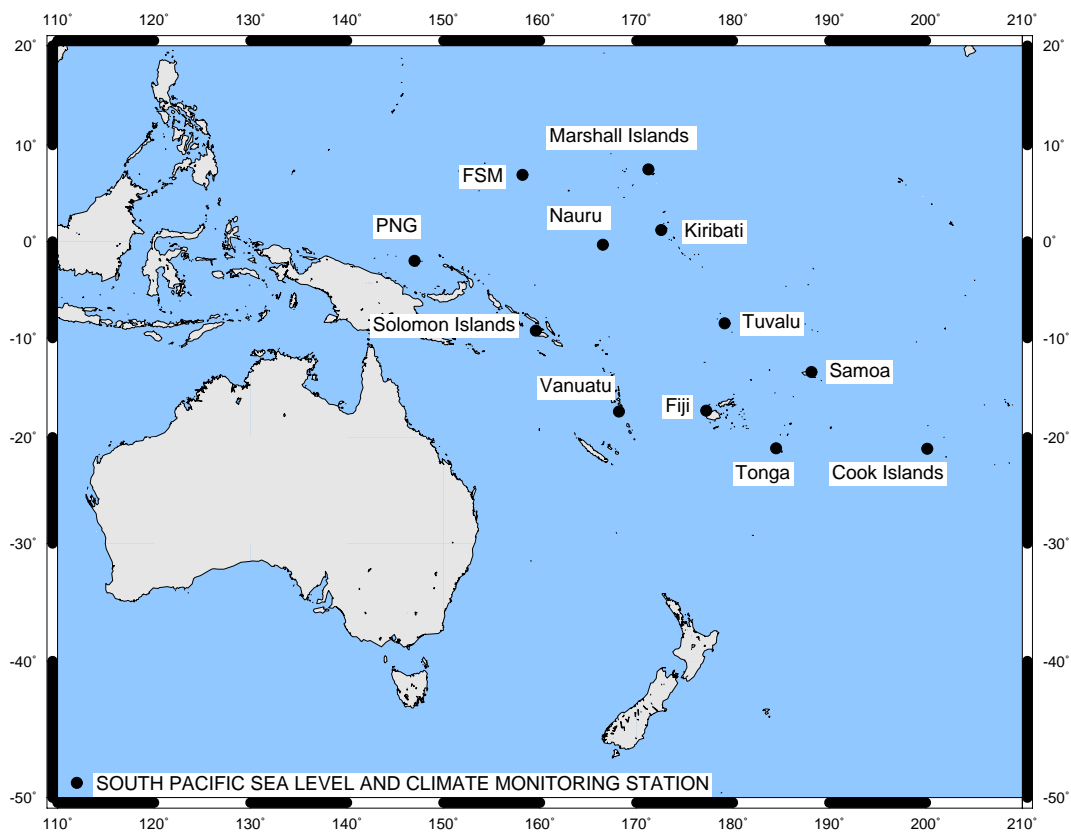 110˚ 120˚ 130˚ 140˚ 150˚ 160˚ 170˚ 180˚ 190˚ 200˚ 210˚
20˚ 20˚
Marshall Islands
10˚ 10˚
FSM
Nauru
PNG
Kiribati
0˚ 0˚
Solomon Islands
Tuvalu
-10˚ -10˚
Samoa
Vanuatu
Fiji
-20˚ -20˚
Tonga
Cook Islands
-30˚ -30˚
-40˚ -40˚
SOUTH PACIFIC SEA LEVEL AND CLIMATE MONITORING STATION
-50˚ -50˚
110˚ 120˚ 130˚ 140˚ 150˚ 160˚ 170˚ 180˚ 190˚ 200˚ 210˚